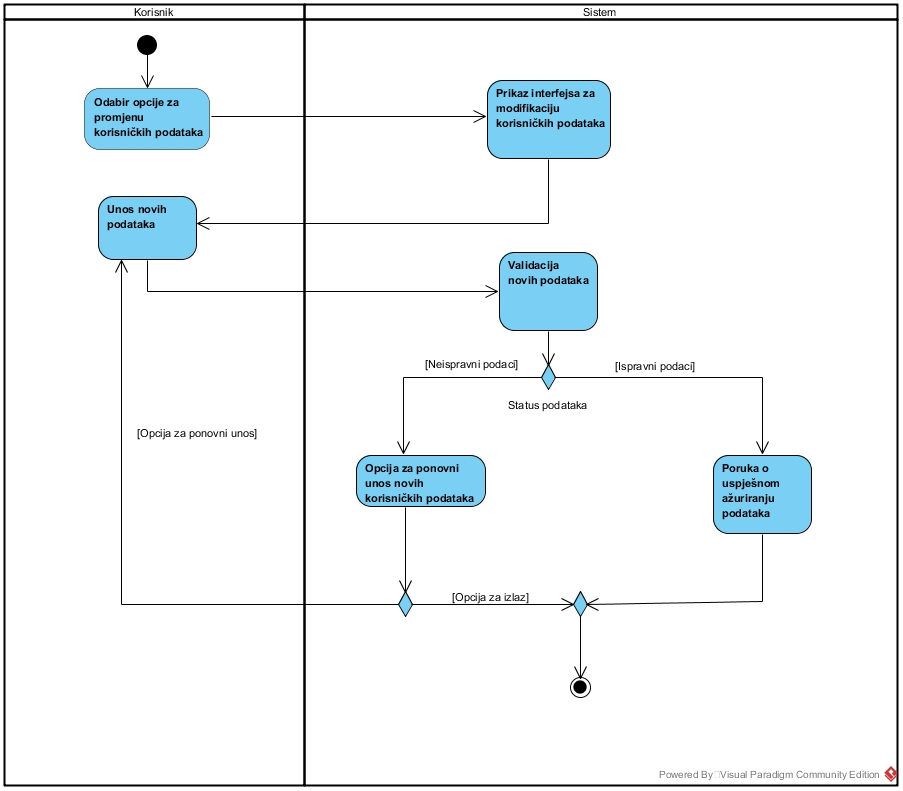 Korisnik
Sistem
Odabir opcije za
promjenu
korisničkih podataka
Prikaz interfejsa za
modifikaciju
korisničkih podataka
Unos novih
podataka
Validacija
novih podataka
[Neispravni podaci]
[Ispravni podaci]
Status podataka
[Opcija za ponovni unos]
Opcija za ponovni
unos novih
korisničkih podataka
Poruka o
uspješnom
ažuriranju
podataka
[Opcija za izlaz]
Powered By Visual Paradigm Community Edition